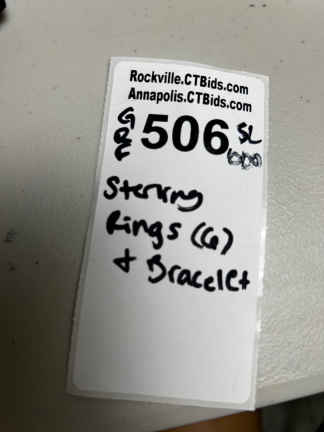 Rockville.CTBids.com
Annapolis.CTBids.com
506 SL
Sterling
Rings (6)
& Bracelet